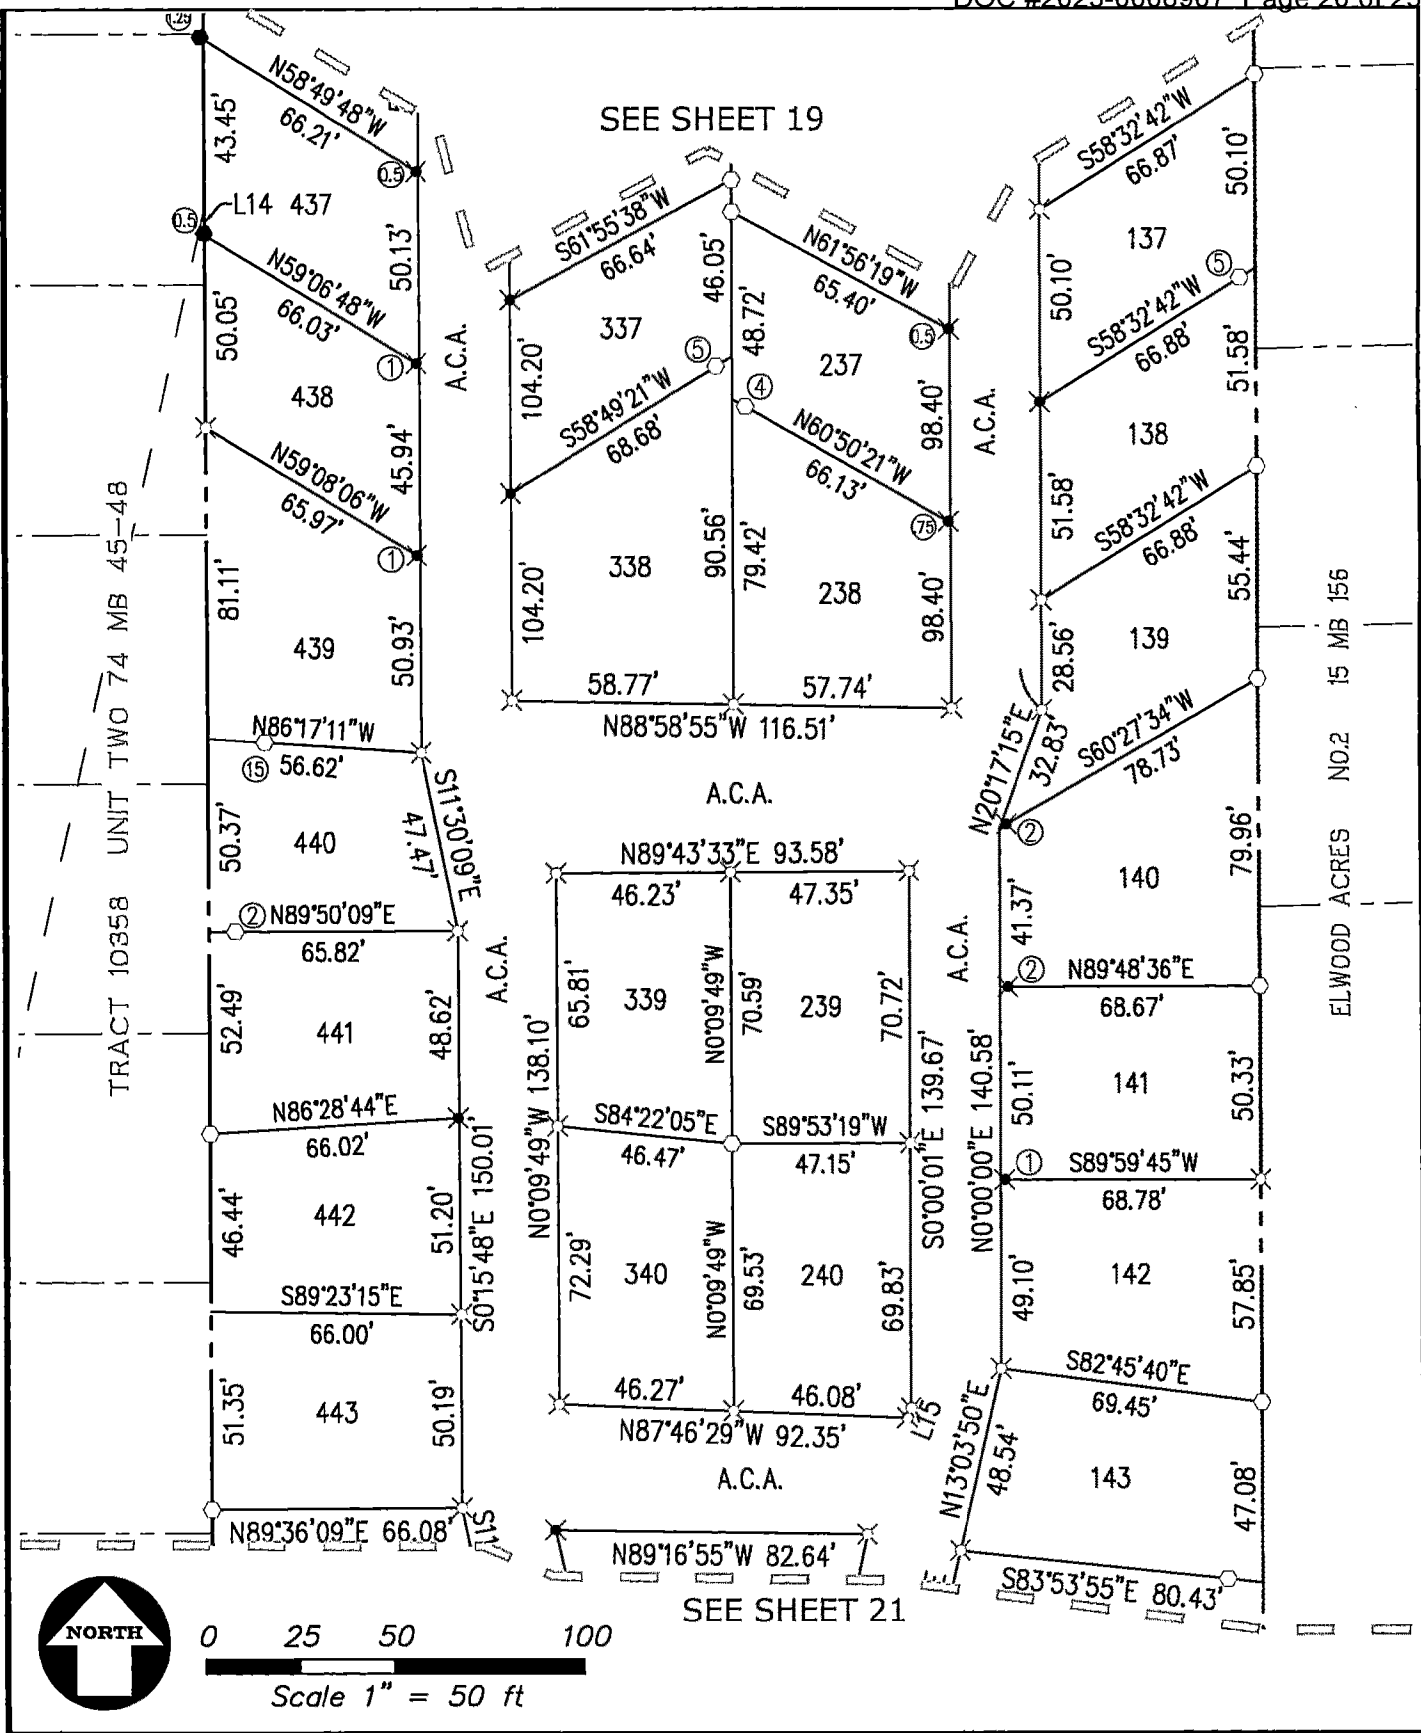 DOC #2023-0068967 Page 20 of 25
SEE SHEET 19
1.25
N58°49'48"W
66.21'
43.45'
0.5
0.5
L14 437
50.13'
N59°06'48"W
66.03'
50.05'
1
438
A.C.A.
45.94'
N59°08'06"W
65.97'
1
81.11'
439
50.93'
N86°17'11"W
15
56.62'
S11°30'09"E
47.47'
50.37'
440
2
N89°50'09"E
65.82'
A.C.A.
52.49'
441
48.62'
N86°28'44"E
66.02'
46.44'
442
51.20'
S0°15'48"E 150.01'
S89°23'15"E
66.00'
51.35'
443
50.19'
N89°36'09"E 66.08'
S11
TRACT 10358 UNIT TWO 74 MB 45-48
S61°55'38"W
66.64'
46.05'
N61°56'19"W
65.40'
337
48.72'
0.5
104.20'
5
237
4
98.40'
S58°49'21"W
68.68'
N60°50'21"W
66.13'
.75
A.C.A.
338
90.56'
79.42'
238
104.20'
98.40'
58.77'
57.74'
N88°58'55"W 116.51'
A.C.A.
N89°43'33"E 93.58'
46.23'
47.35'
65.81'
339
N0°09'49"W
70.59'
239
70.72'
N0°09'49"W 138.10'
S84°22'05"E
46.47'
S89°53'19"W
47.15'
S0°00'01"E 139.67'
72.29'
340
N0°09'49"W
69.53'
240
69.83'
46.27'
46.08'
N87°46'29"W 92.35'
L15
A.C.A.
N89°16'55"W 82.64'
SEE SHEET 21
S58°32'42"W
66.87'
50.10'
137
50.10'
5
S58°32'42"W
66.88'
51.58'
138
51.58'
S58°32'42"W
66.88'
55.44'
139
28.56'
N20°17'15"E
32.83'
S60°27'34"W
78.73'
2
79.96'
140
41.37'
A.C.A.
2
N89°48'36"E
68.67'
141
50.11'
50.33'
N0°00'00"E 140.58'
1
S89°59'45"W
68.78'
142
49.10'
57.85'
S82°45'40"E
69.45'
N13°03'50"E
48.54'
143
47.08'
S83°53'55"E 80.43'
ELWOOD ACRES NO.2 15 MB 156
NORTH
0 25 50 100
Scale 1" = 50 ft